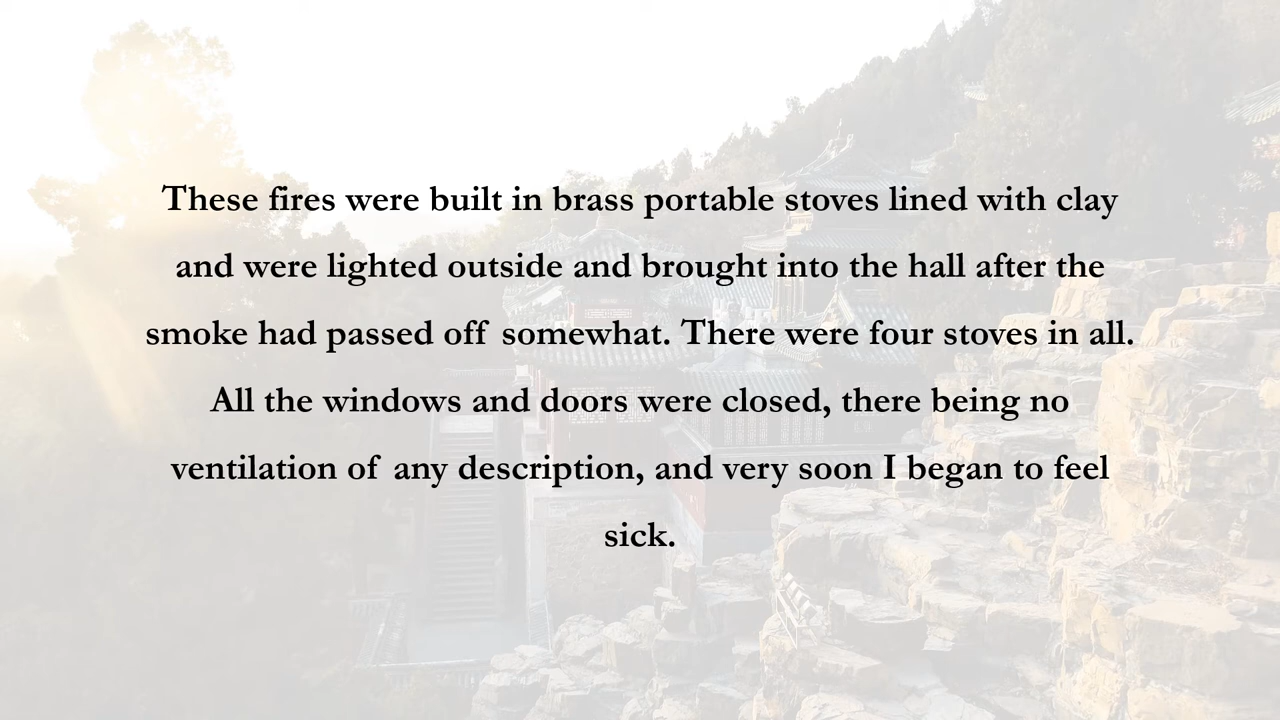 These fires were built in brass portable stoves lined with clay
and were lighted outside and brought into the hall after the
smoke had passed off somewhat. There were four stoves in all.
All the windows and doors were closed, there being no
ventilation of any description, and very soon I began to feel
sick.